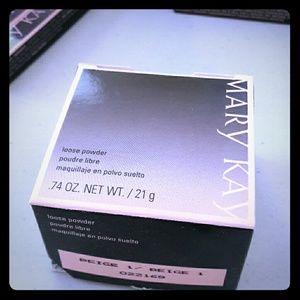 MARY KAY
loose powder
poudre libre
maquillaje en polvo suelto
.74 OZ. NET WT. / 21 g
loose powder
poudre libre
maquillaje en polvo suelto
BEIGE 1/ BEIGE 1
022169